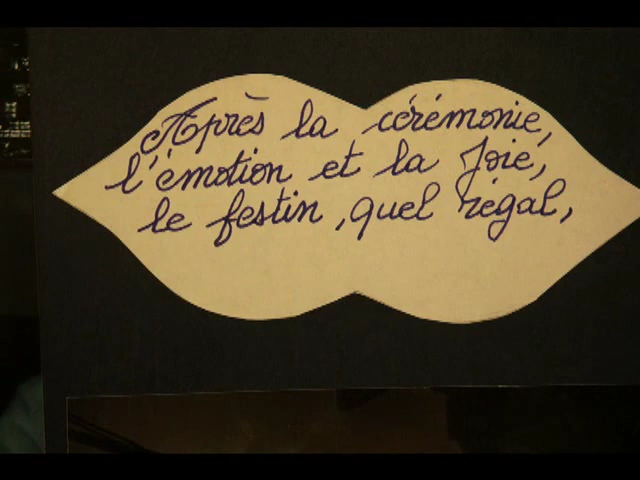 Après la cérémonie,
l'émotion et la Joie,
le festin, quel régal,